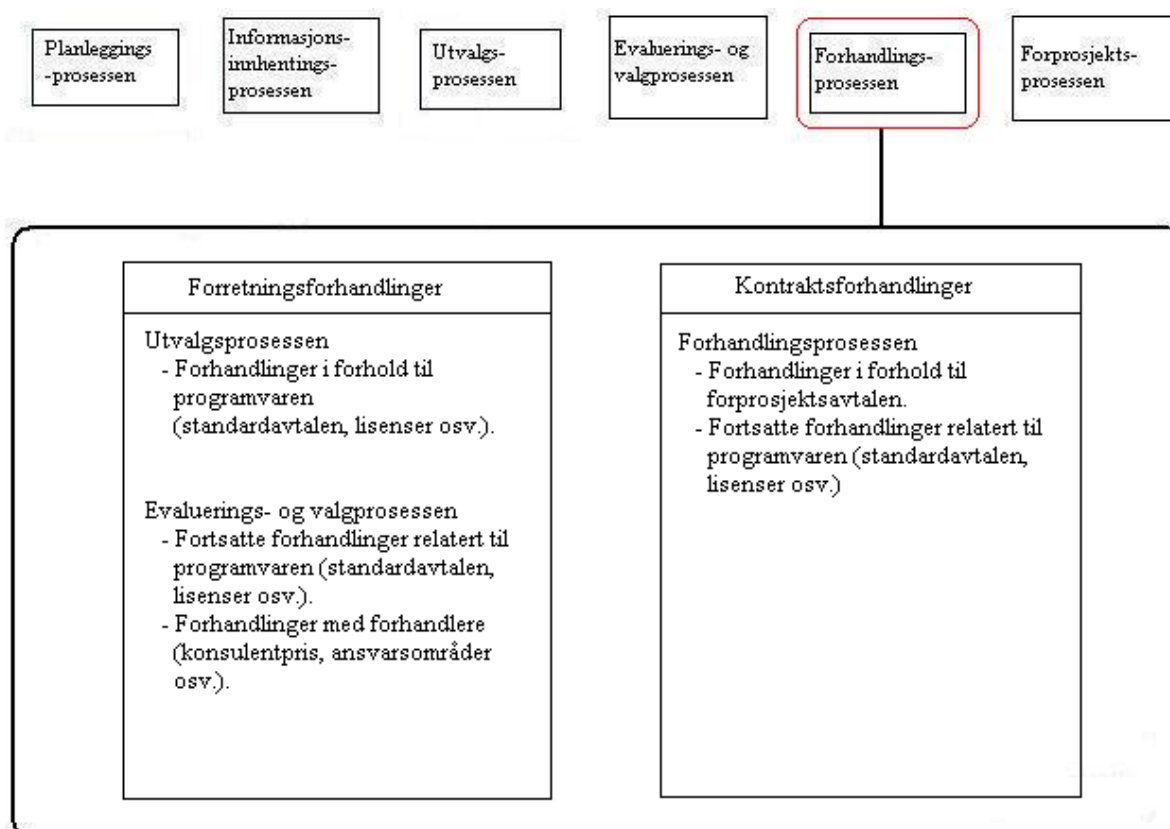 Planleggings
-prosessen
Informasjons-
innhentings-
prosessen
Utvalgs-
prosessen
Evaluerings- og
valgprosessen
Forhandlings-
prosessen
Forprosjekts-
prosessen
Forretningsforhandlinger
Utvalgsprosessen
- Forhandlinger i forhold til
programvaren
(standardavtalen, lisenser osv.).
Evaluerings- og valgprosessen
- Fortsatte forhandlinger relatert til
programvaren (standardavtalen,
lisenser osv.).
- Forhandlinger med forhandlere
(konsulentpris, ansvarsområder
osv.).
Kontraktsforhandlinger
Forhandlingsprosessen
- Forhandlinger i forhold til
forprosjektsavtalen.
- Fortsatte forhandlinger relatert til
programvaren (standardavtalen,
lisenser osv.)